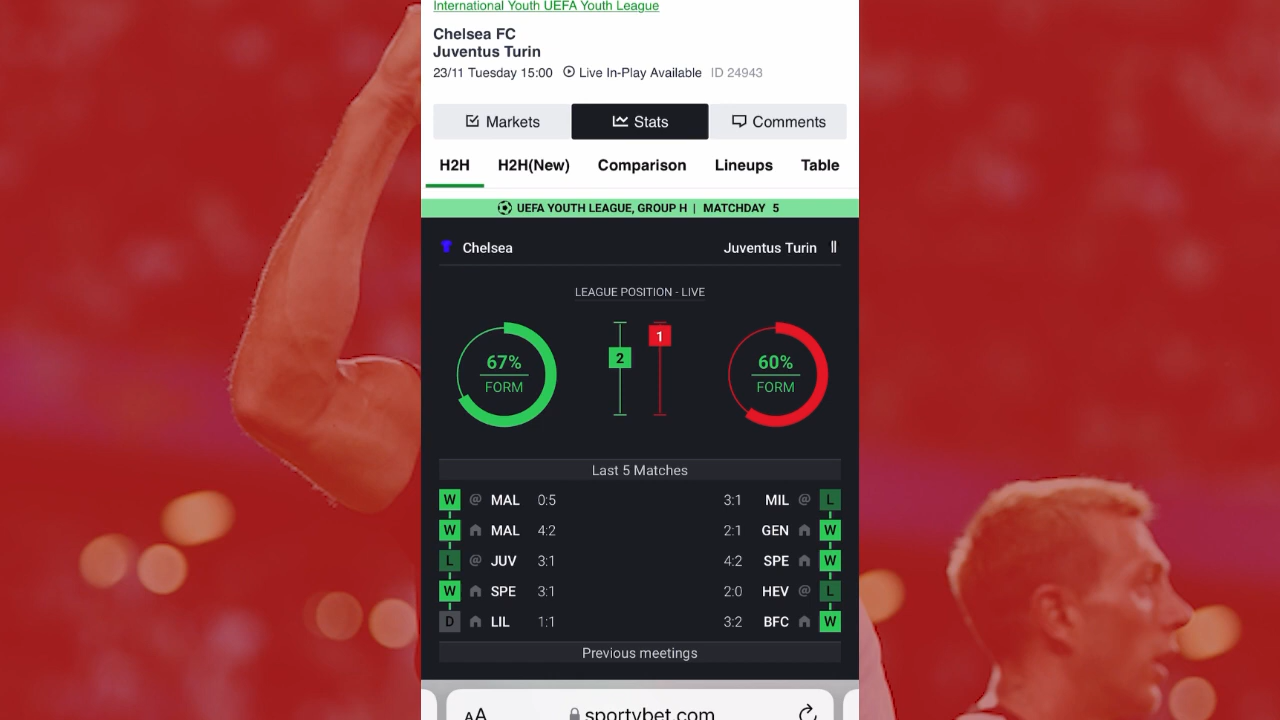 International Youth UEFA Youth League
Chelsea FC
Juventus Turin
23/11 Tuesday 15:00 Live In-Play Available ID 24943
Markets Stats Comments
H2H H2H(New) Comparison Lineups Table
UEFA YOUTH LEAGUE, GROUP H | MATCHDAY 5
Chelsea Juventus Turin
LEAGUE POSITION - LIVE
67% FORM 2 1 60% FORM
Last 5 Matches
W @ MAL 0:5 3:1 MIL @ L
W MAL 4:2 2:1 GEN W
L @ JUV 3:1 4:2 SPE W
W SPE 3:1 2:0 HEV @ L
D LIL 1:1 3:2 BFC W
Previous meetings
AA sportybet.com